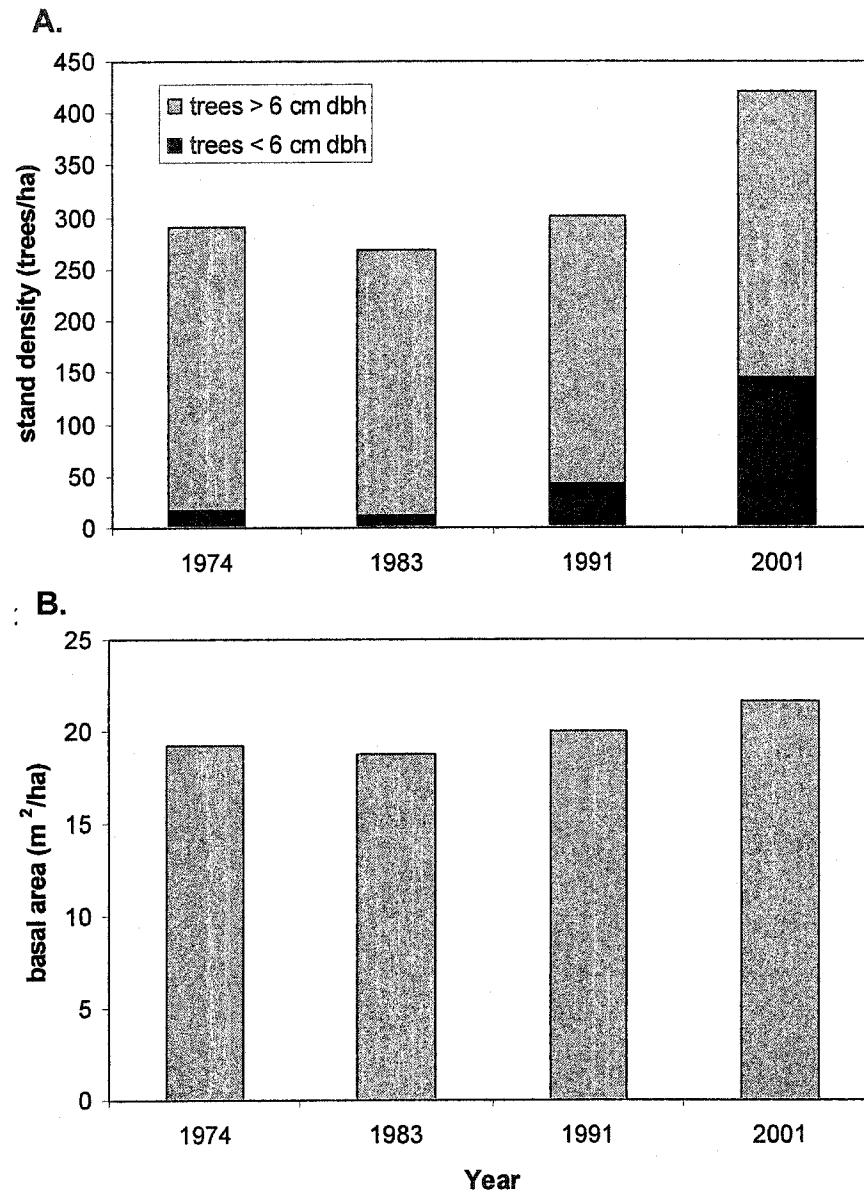 A.
450
400
350
300
250
200
150
100
50
0
stand density (trees/ha)
trees > 6 cm dbh
trees < 6 cm dbh
1974 1983 1991 2001
B.
25
20
15
10
5
0
basal area (m²/ha)
1974 1983 1991 2001
Year